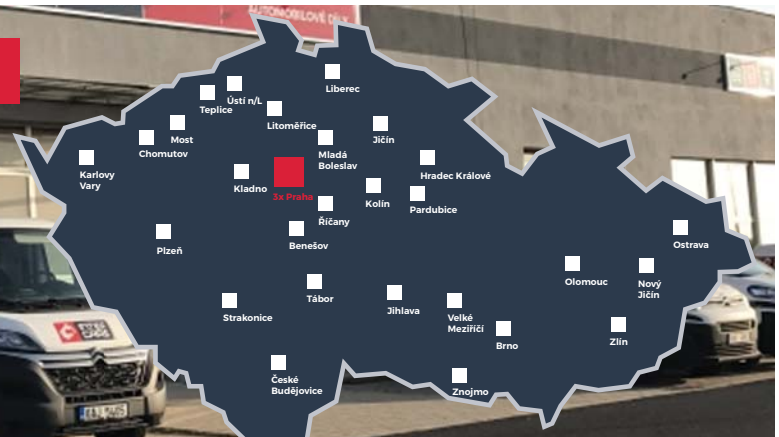 AUTOMOBILOVÉ DÍLY
Liberec
Ústí n/L
Teplice
Litoměřice
Most
Chomutov
Mladá
Boleslav
Jičín
Karlovy
Vary
Kladno
3x Praha
Hradec Králové
Kolín
Pardubice
Říčany
Benešov
Plzeň
Ostrava
Olomouc
Nový
Jičín
Tábor
Strakonice
Jihlava
Velké
Meziříčí
Brno
Zlín
České
Budějovice
Znojmo